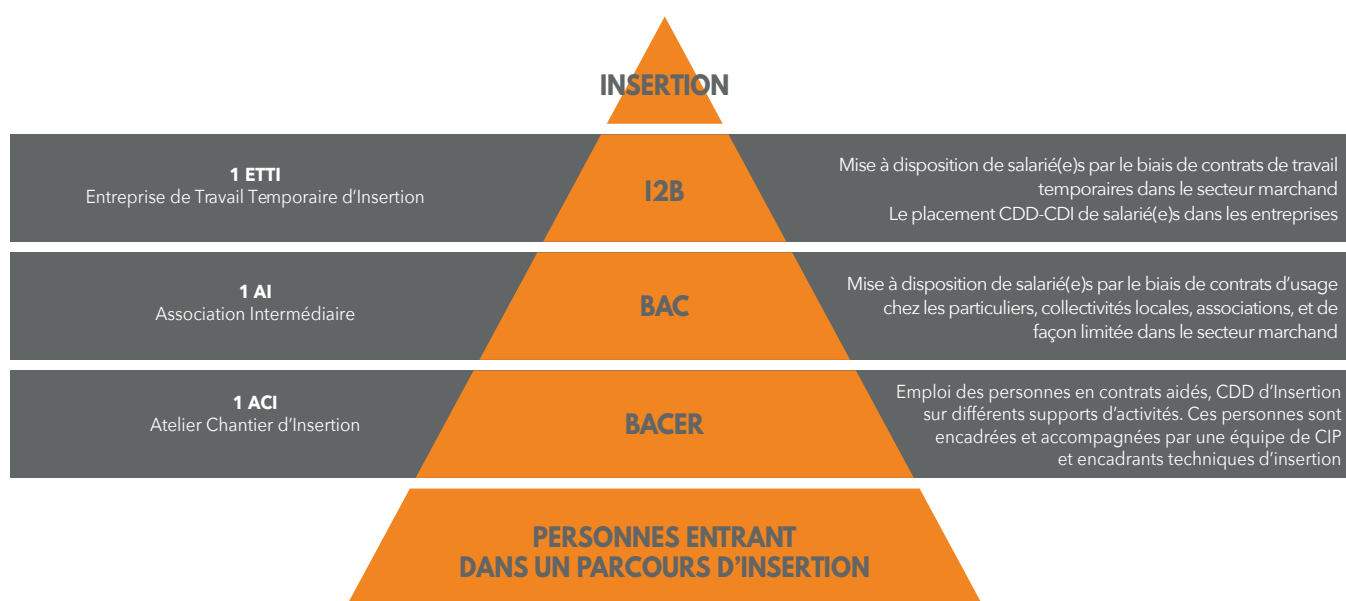 INSERTION
1 ETTI
Entreprise de Travail Temporaire d'Insertion
I2B
Mise à disposition de salarié(e)s par le biais de contrats de travail
temporaires dans le secteur marchand
Le placement CDD-CDI de salarié(e)s dans les entreprises
1 AI
Association Intermédiaire
BAC
Mise à disposition de salarié(e)s par le biais de contrats d'usage
chez les particuliers, collectivités locales, associations, et de
façon limitée dans le secteur marchand
1 ACI
Atelier Chantier d'Insertion
BACER
Emploi des personnes en contrats aidés, CDD d'Insertion
sur différents supports d'activités. Ces personnes sont
encadrées et accompagnées par une équipe de CIP
et encadrants techniques d'insertion
PERSONNES ENTRANT
DANS UN PARCOURS D'INSERTION